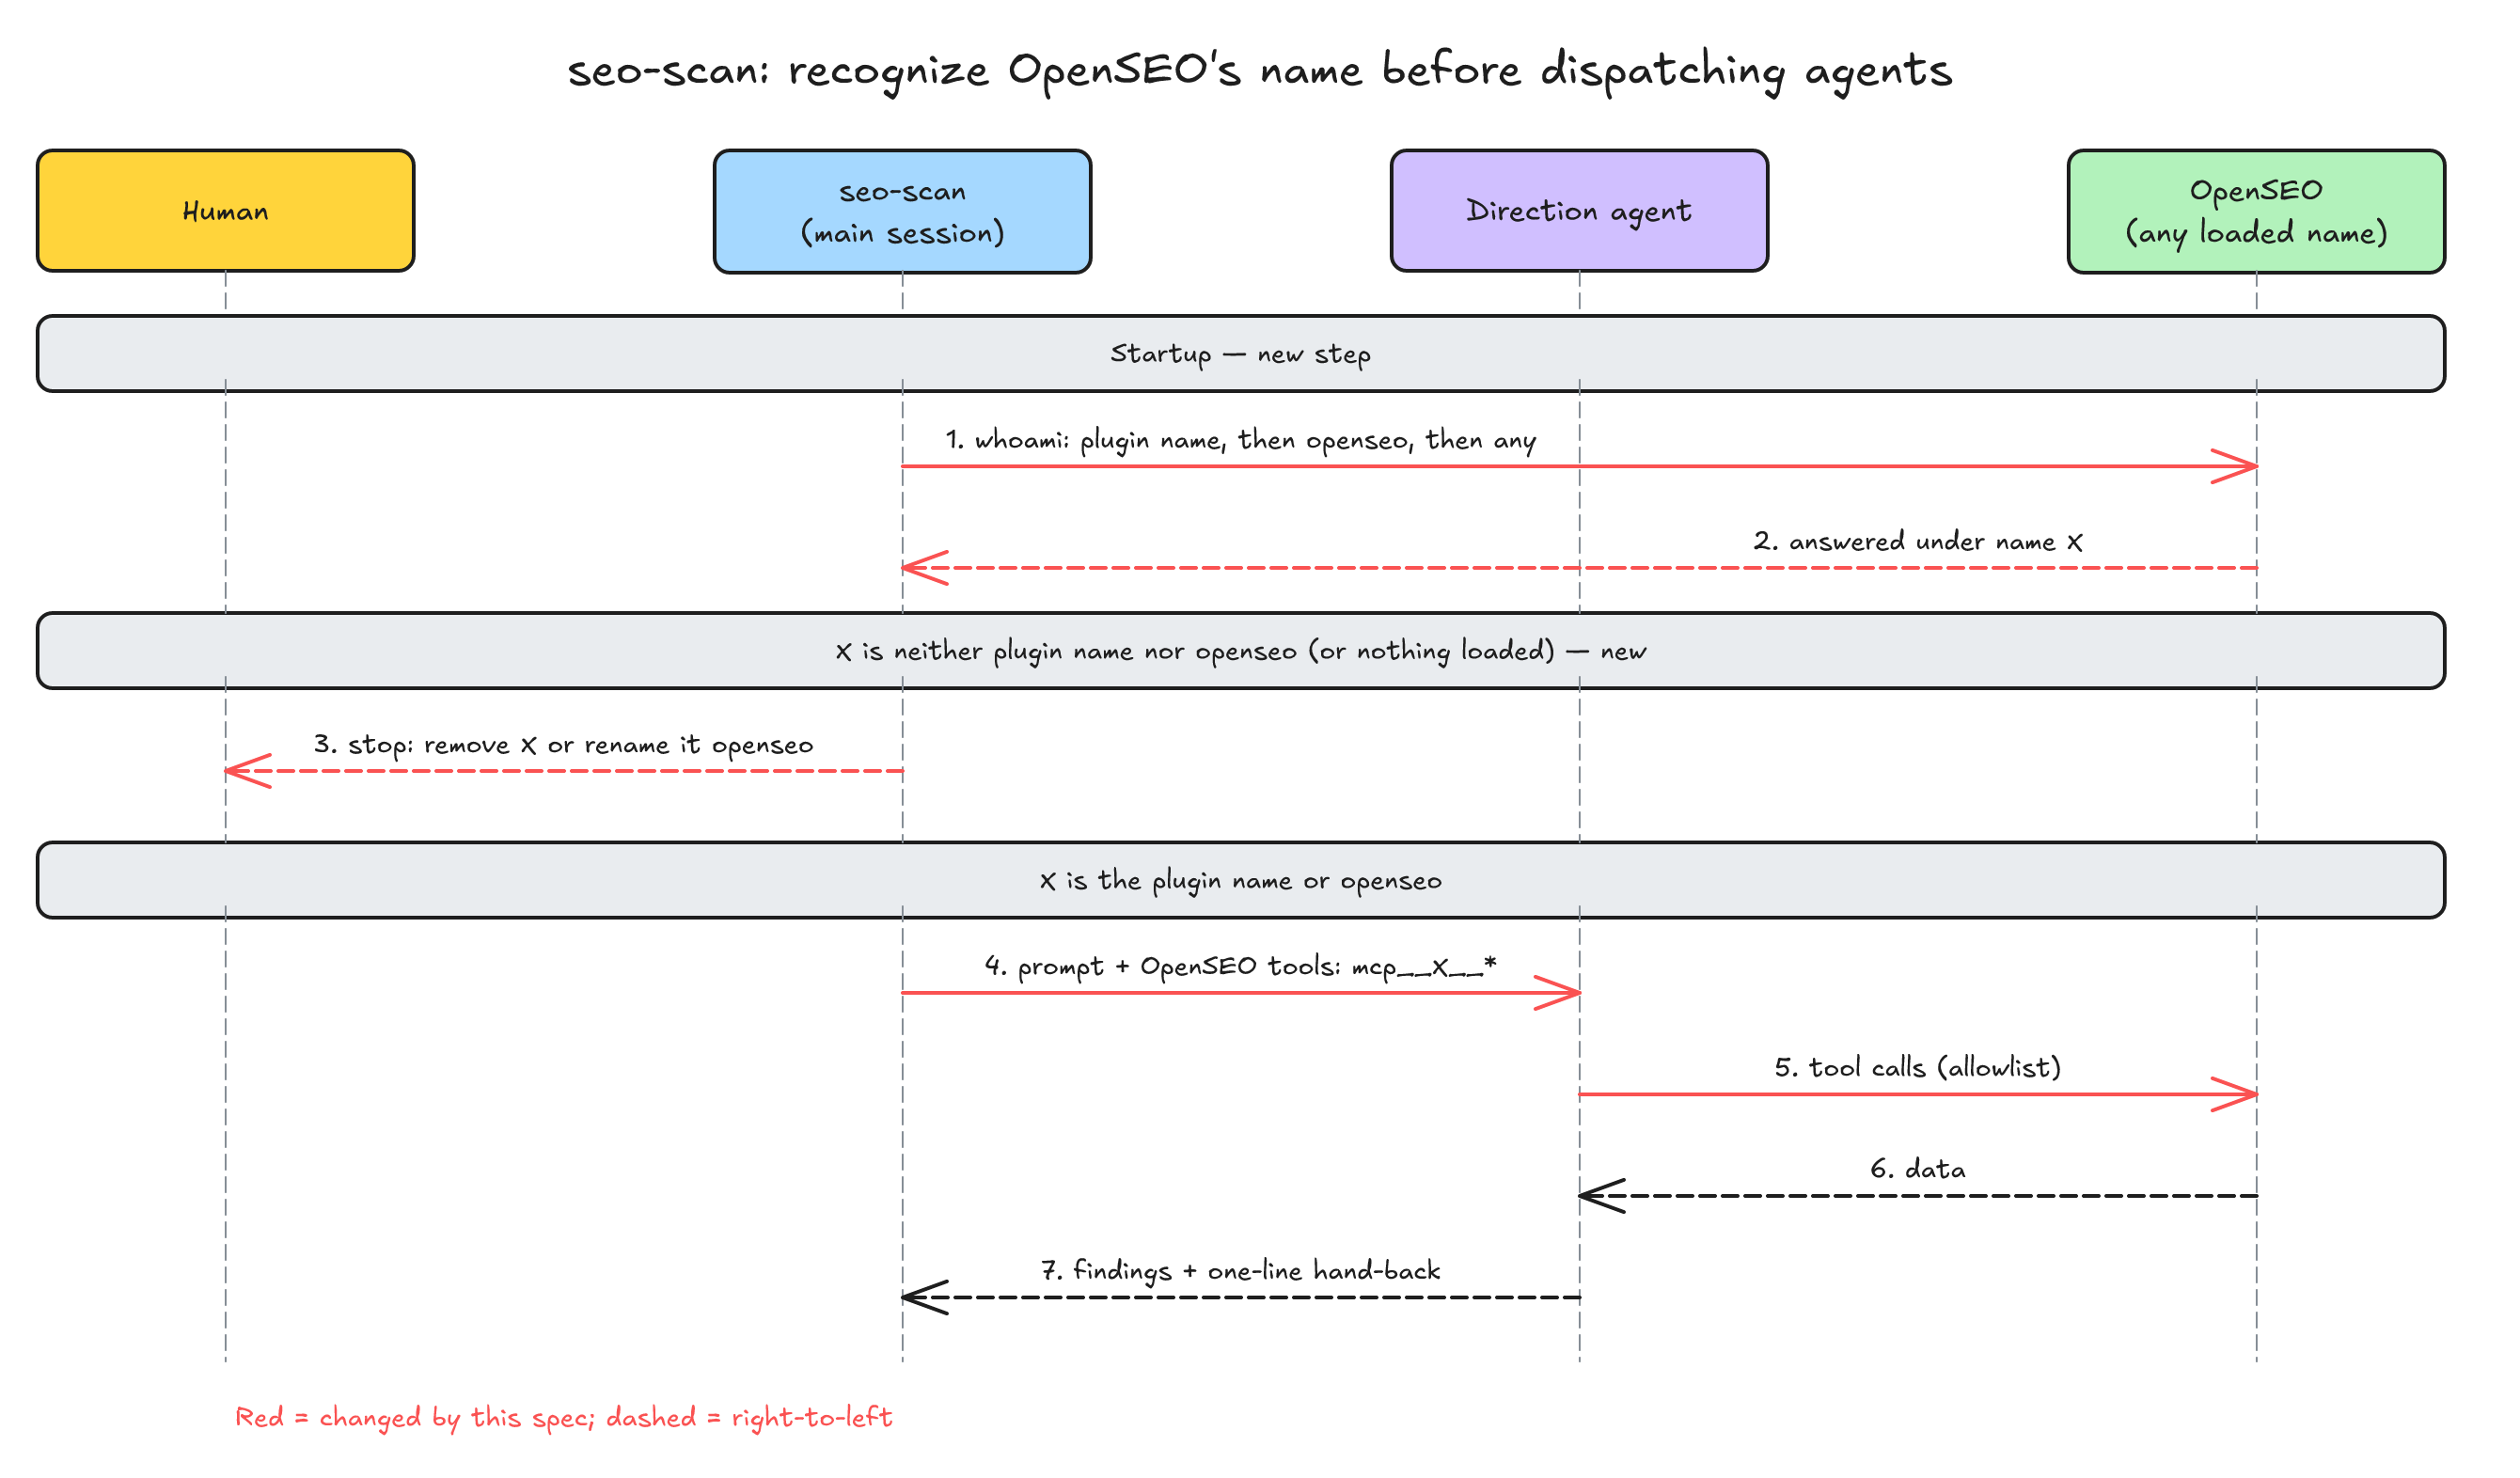 seo-scan: recognize OpenSEO's name before dispatching agents
Human
seo-scan
(main session)
Direction agent
OpenSEO
(any loaded name)
Startup — new step
1. whoami: plugin name, then openseo, then any
2. answered under name X
X is neither plugin name nor openseo (or nothing loaded) — new
3. stop: remove X or rename it openseo
X is the plugin name or openseo
4. prompt + OpenSEO tools: mcp__X__*
5. tool calls (allowlist)
6. data
7. findings + one-line hand-back
Red = changed by this spec; dashed = right-to-left